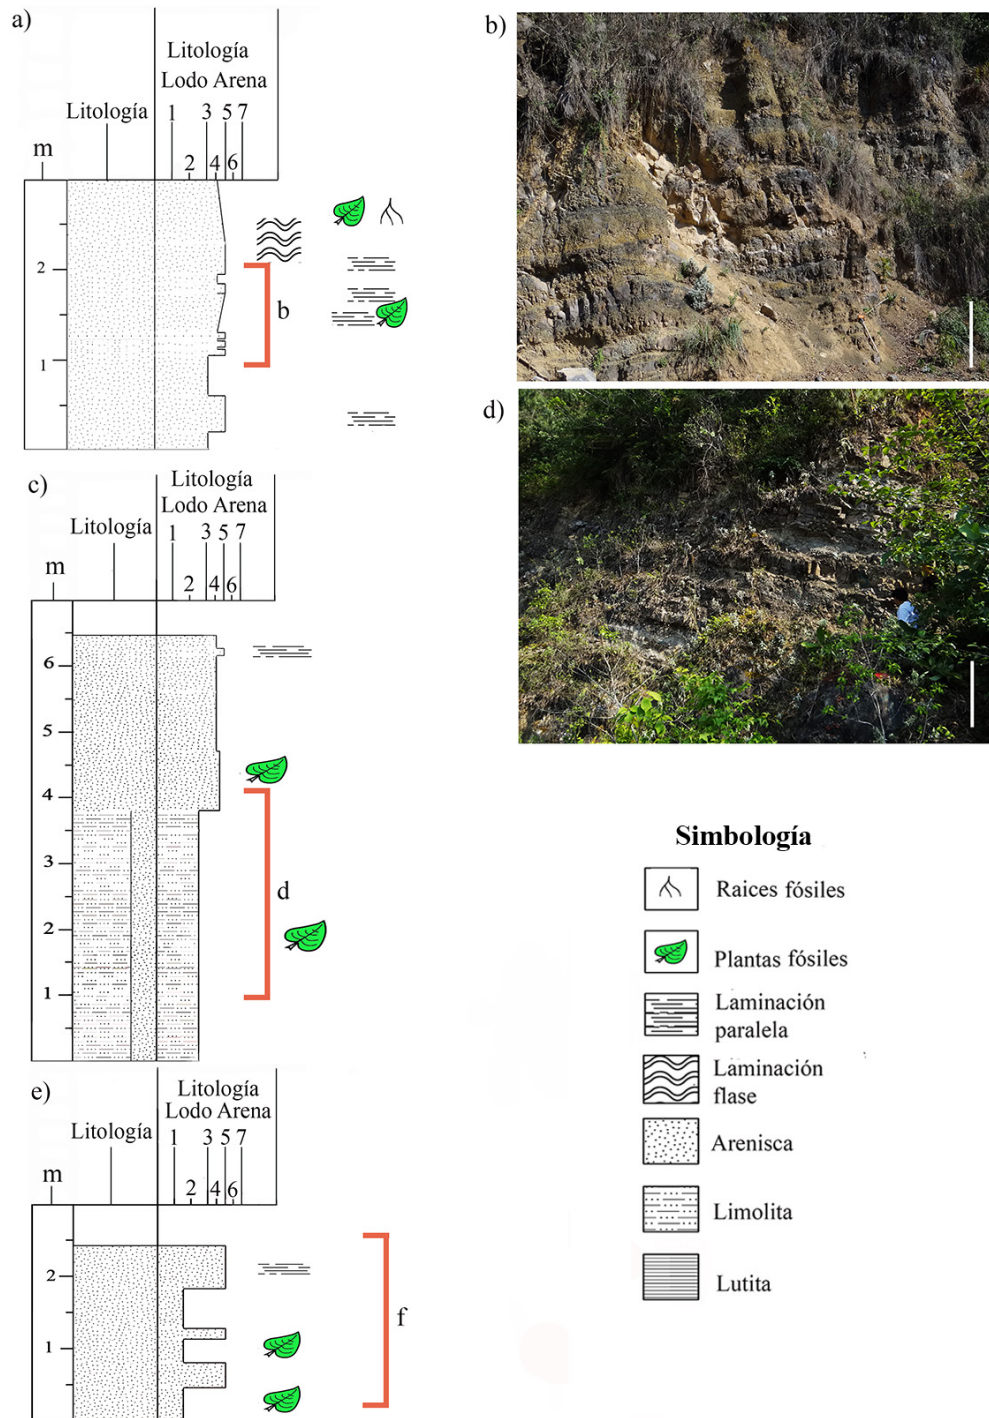 a)
Litología
Lodo Arena
Litología
1 3 5 7
2 4 6
m
2
1
b
b)
c)
Litología
Lodo Arena
Litología
1 3 5 7
2 4 6
m
6
5
4
3
2
1
d
d)
e)
Litología
Lodo Arena
Litología
1 3 5 7
2 4 6
m
2
1
f
Simbología
Raices fósiles
Plantas fósiles
Laminación
paralela
Laminación
flase
Arenisca
Limolita
Lutita